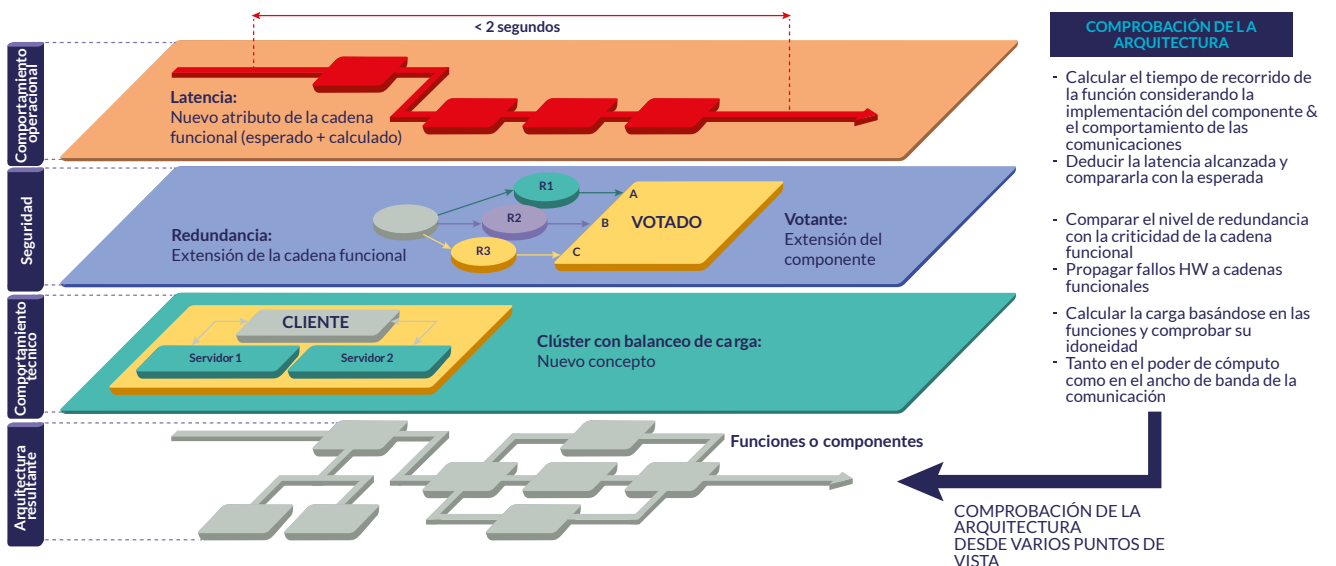 < 2 segundos
Comportamiento
operacional
Latencia:
Nuevo atributo de la cadena
funcional (esperado + calculado)
Seguridad
Redundancia:
Extensión de la cadena funcional
R1
R2
R3
A
B
C
VOTADO
Votante:
Extensión del
componente
Comportamiento
técnico
CLIENTE
Servidor 1
Servidor 2
Clúster con balanceo de carga:
Nuevo concepto
Arquitectura
resultante
Funciones o componentes
COMPROBACIÓN DE LA
ARQUITECTURA
- Calcular el tiempo de recorrido de
la función considerando la
implementación del componente &
el comportamiento de las
comunicaciones
- Deducir la latencia alcanzada y
compararla con la esperada
- Comparar el nivel de redundancia
con la criticidad de la cadena
funcional
- Propagar fallos HW a cadenas
funcionales
- Calcular la carga basándose en las
funciones y comprobar su
idoneidad
- Tanto en el poder de cómputo
como en el ancho de banda de la
comunicación
COMPROBACIÓN DE LA
ARQUITECTURA
DESDE VARIOS PUNTOS DE
VISTA